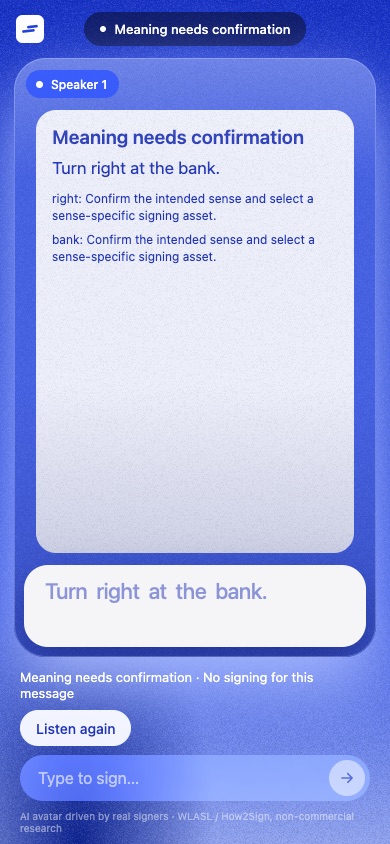 Meaning needs confirmation
Speaker 1
Meaning needs confirmation
Turn right at the bank.
right: Confirm the intended sense and select a
sense-specific signing asset.
bank: Confirm the intended sense and select a
sense-specific signing asset.
Turn right at the bank.
Meaning needs confirmation · No signing for this
message
Listen again
Type to sign...
AI avatar driven by real signers · WLASL / How2Sign, non-commercial
research